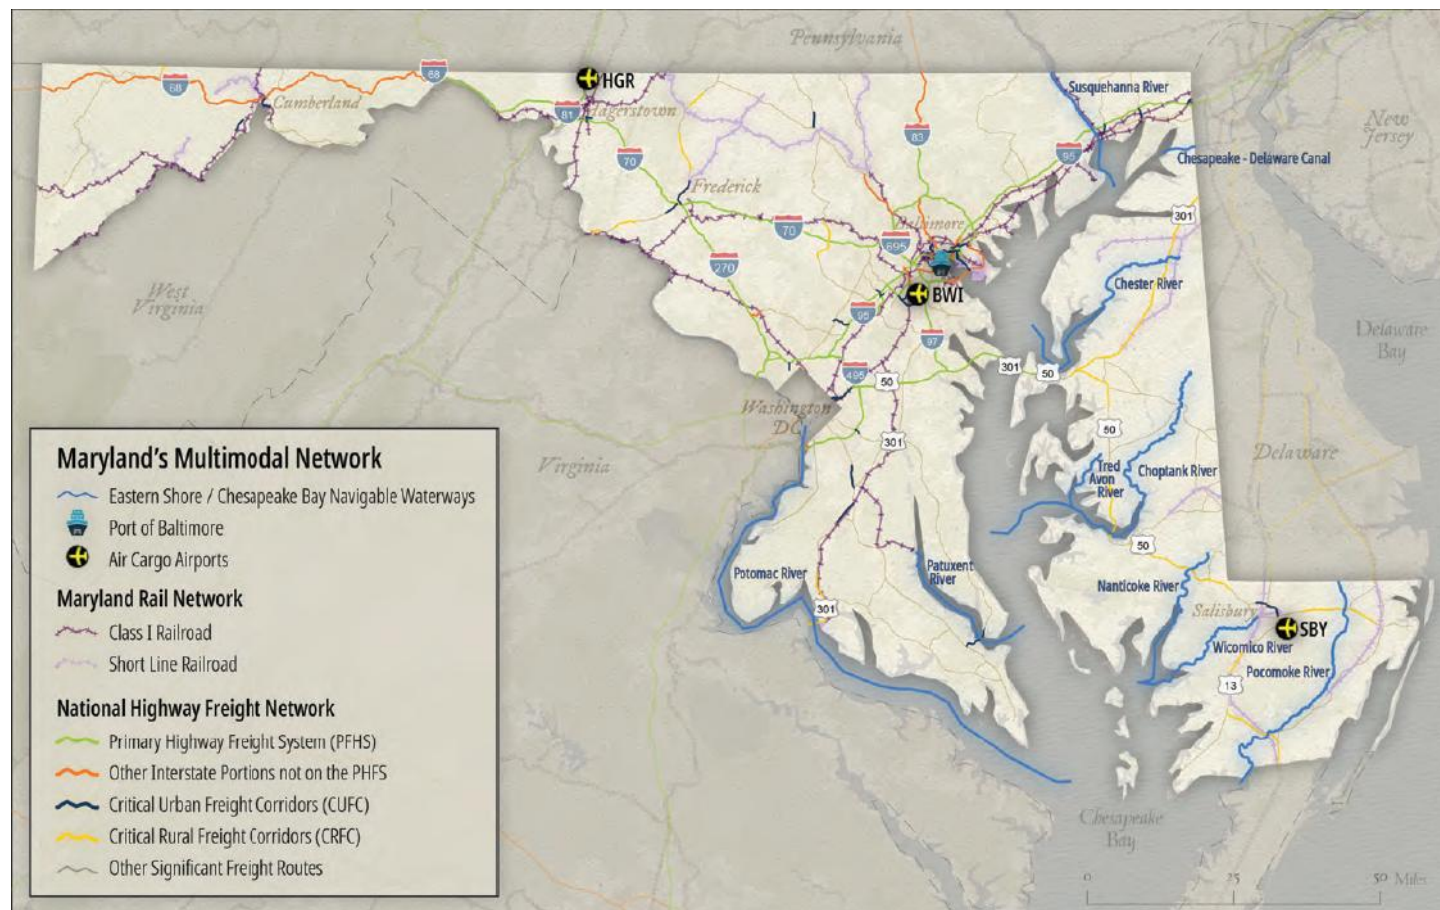 Pennsylvania
68
68
HGR
Susquehanna River
Cumberland
81
Hagerstown
83
New
Jersey
70
95
Chesapeake - Delaware Canal
Frederick
301
Baltimore
70
695
270
BWI
Chester River
West
Virginia
95
97
Delaware
Bay
495
50
301
50
Washington
DC
301
50
Virginia
Delaware
Tred
Avon
River
Choptank River
50
Potomac River
Patuxent
River
Nanticoke River
301
Salisbury
SBY
Wicomico River
Pocomoke River
13
Chesapeake
Bay
0 25 50 Miles
Maryland's Multimodal Network
Eastern Shore / Chesapeake Bay Navigable Waterways
Port of Baltimore
Air Cargo Airports
Maryland Rail Network
Class I Railroad
Short Line Railroad
National Highway Freight Network
Primary Highway Freight System (PFHS)
Other Interstate Portions not on the PHFS
Critical Urban Freight Corridors (CUFC)
Critical Rural Freight Corridors (CRFC)
Other Significant Freight Routes